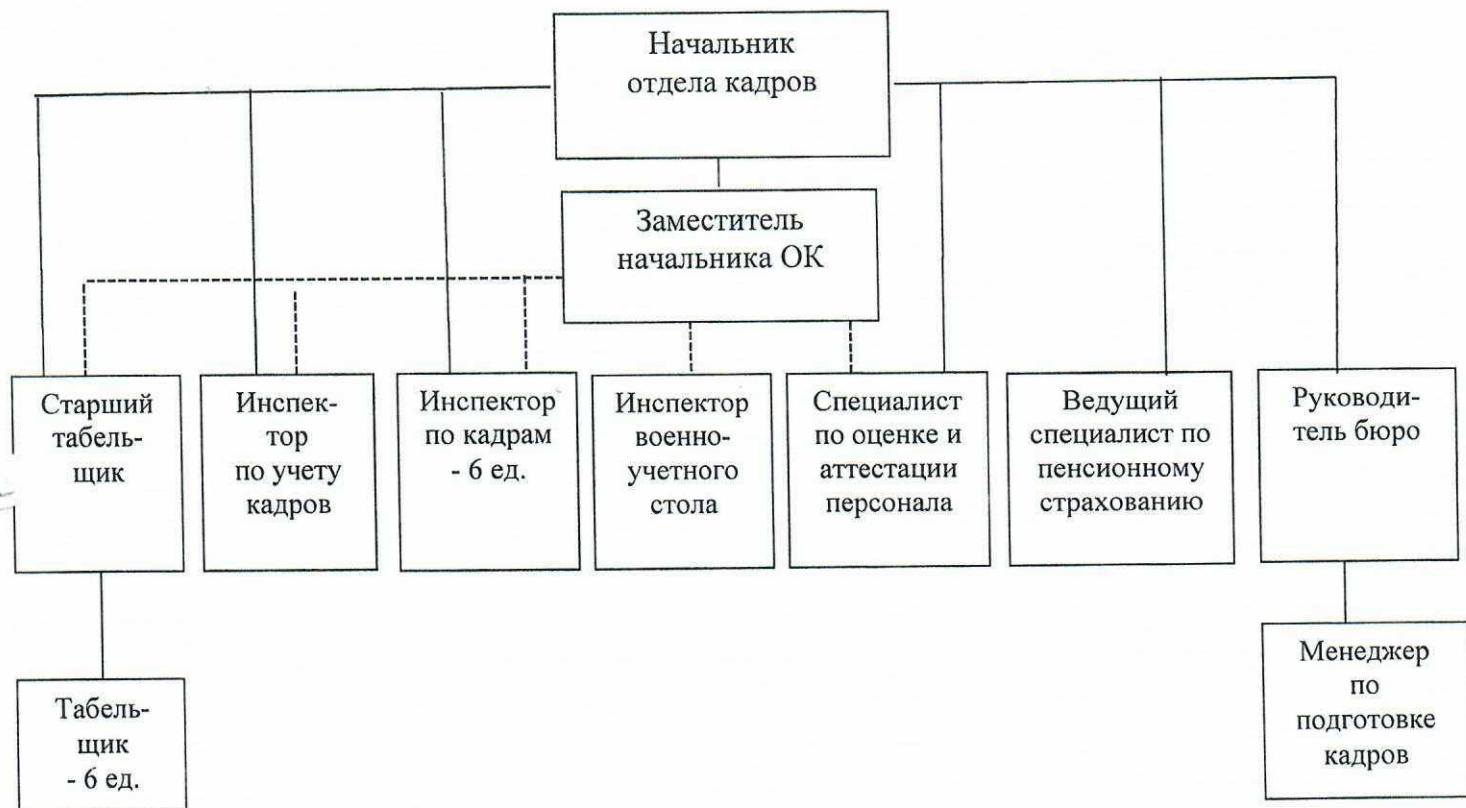 Начальник
отдела кадров
Заместитель
начальника ОК
Старший
табель-
щик
Инспек-
тор
по учету
кадров
Инспектор
по кадрам
- 6 ед.
Инспектор
военно-
учетного
стола
Специалист
по оценке и
аттестации
персонала
Ведущий
специалист по
пенсионному
страхованию
Руководи-
тель бюро
Табель-
щик
- 6 ед.
Менеджер
по
подготовке
кадров